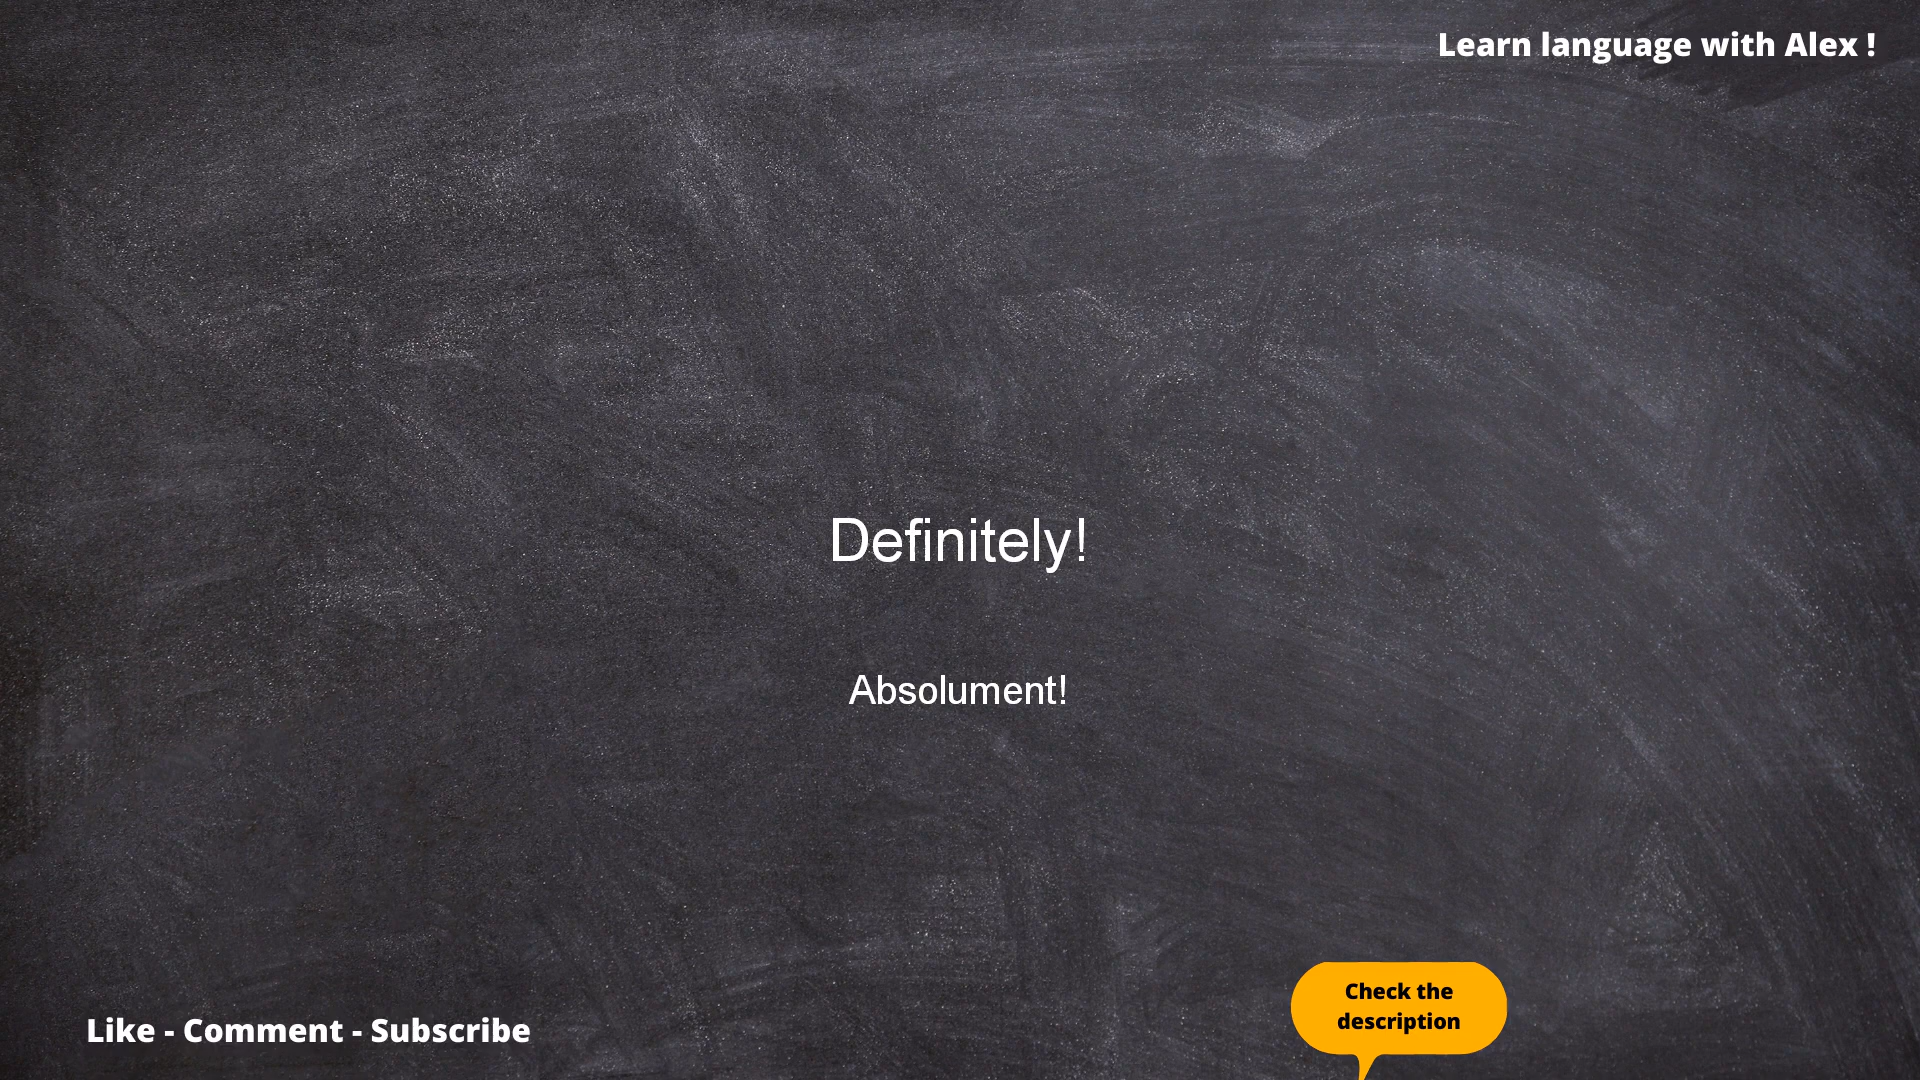 Learn language with Alex !
Definitely!
Absolument!
Check the
description
Like - Comment - Subscribe